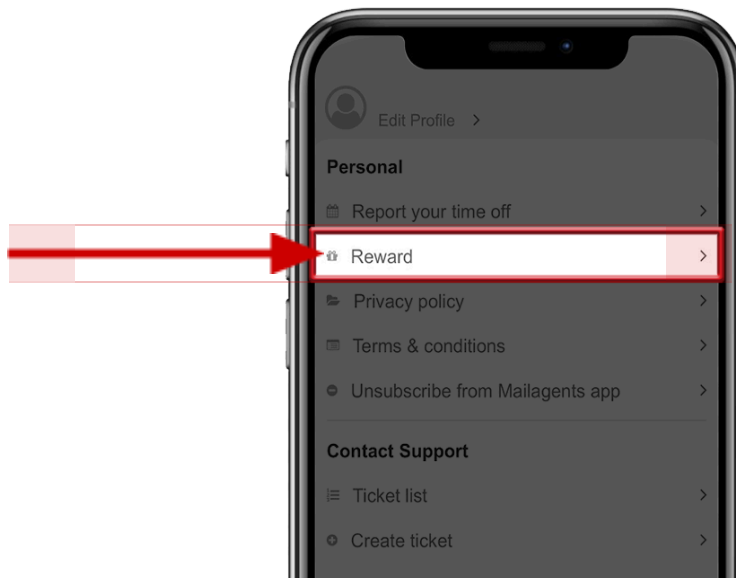 Edit Profile
Personal
Report your time off
Reward
Privacy policy
Terms & conditions
Unsubscribe from Mailagents app
Contact Support
Ticket list
Create ticket